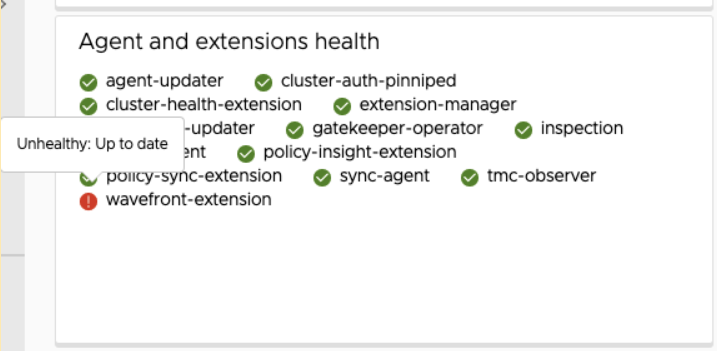 Agent and extensions health
agent-updater cluster-auth-pinniped
cluster-health-extension extension-manager
-updater gatekeeper-operator inspection
Unhealthy: Up to date
policy-insight-extension
policy-sync-extension sync-agent tmc-observer
wavefront-extension